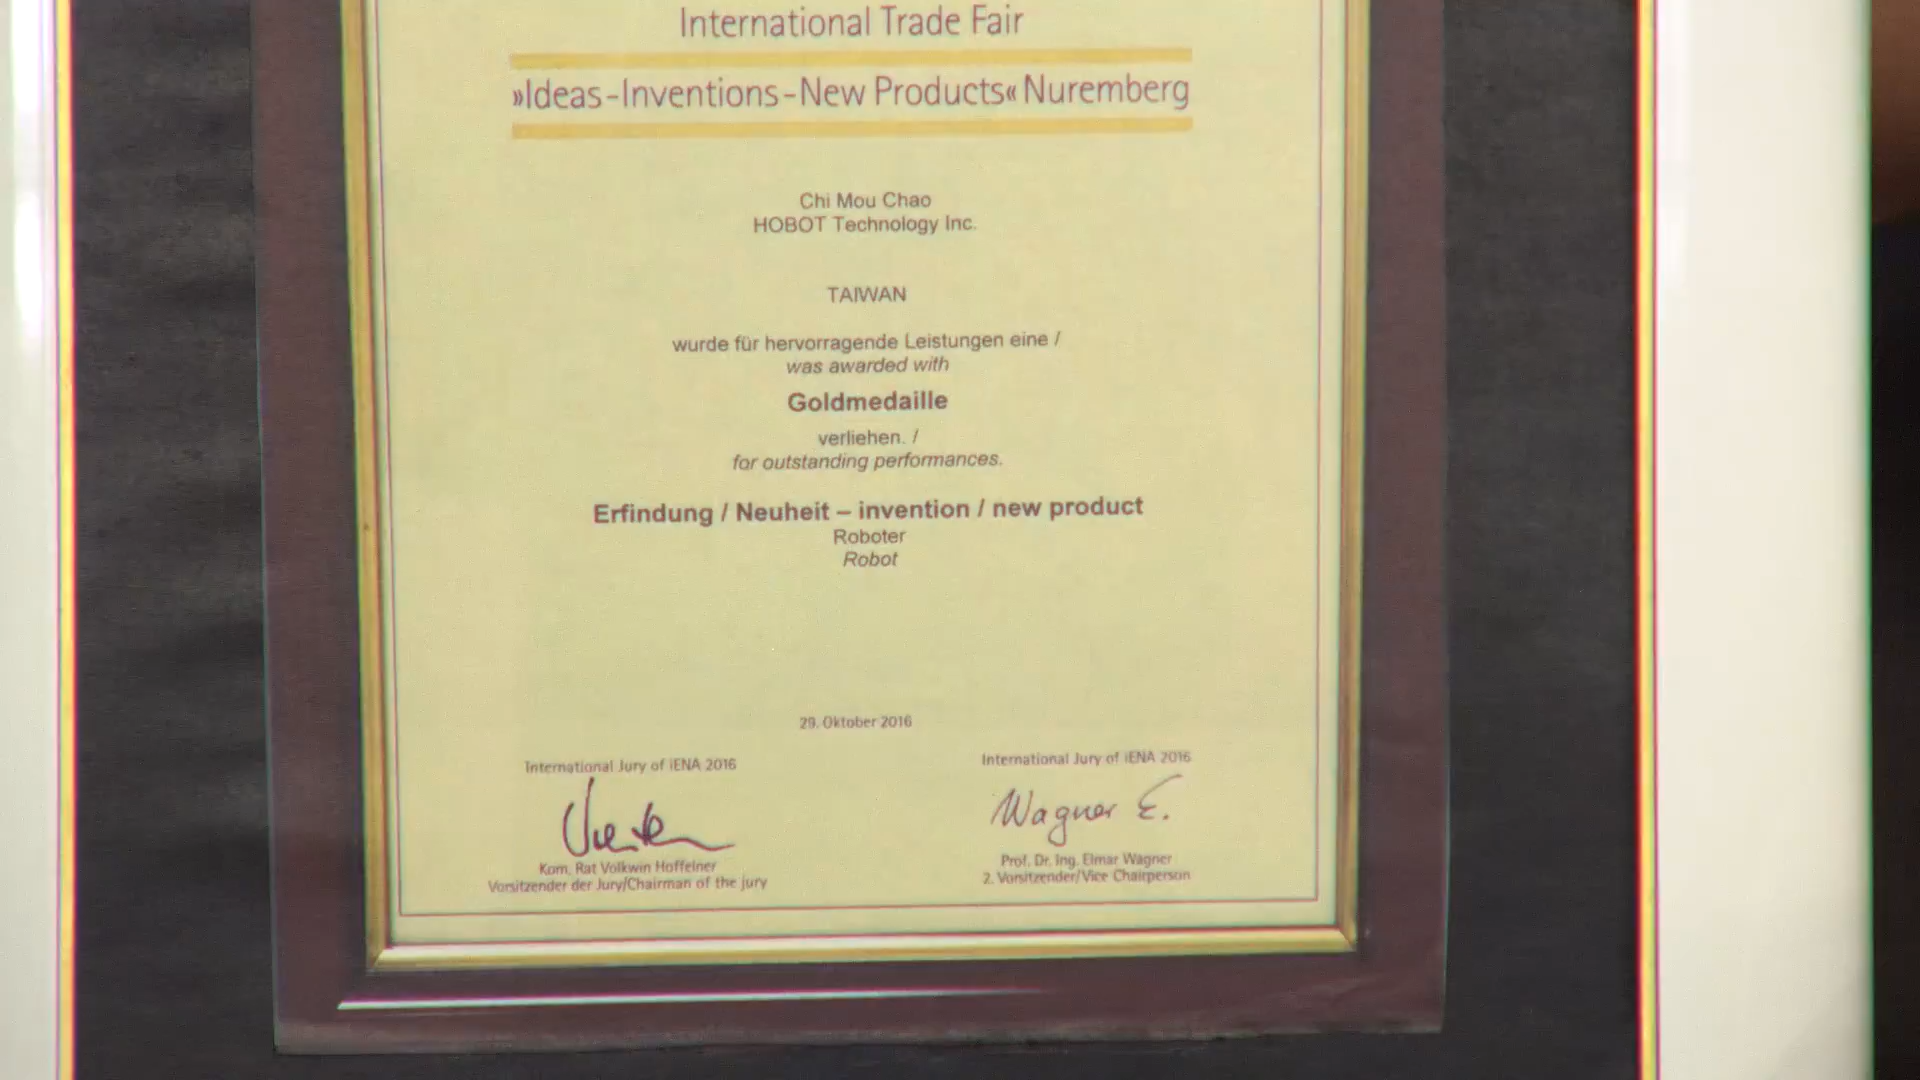 International Trade Fair
»Ideas-Inventions-New Products« Nuremberg
Chi Mou Chao
HOBOT Technology Inc.
TAIWAN
wurde für hervorragende Leistungen eine /
was awarded with
Goldmedaille
verliehen. /
for outstanding performances.
Erfindung / Neuheit – invention / new product
Roboter
Robot
29. Oktober 2016
International Jury of iENA 2016
Kom. Rat Volkwin Hoffelner
Vorsitzender der Jury/Chairman of the jury
International Jury of iENA 2016
Wagner E.
Prof. Dr. Ing. Elmar Wagner
2. Vorsitzender/Vice Chairperson